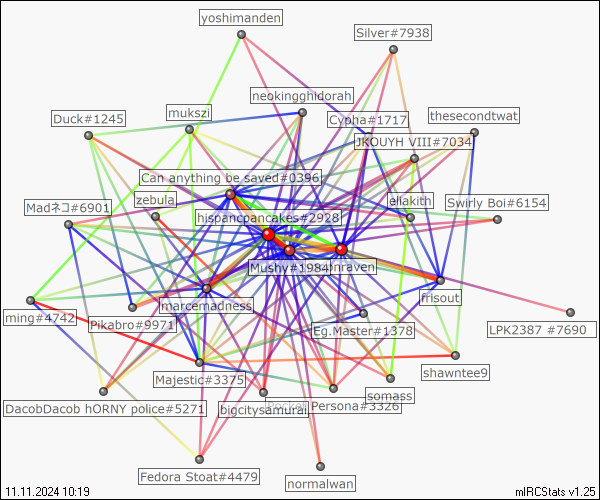 yoshimanden
Silver#7938
neokingghidorah
Duck#1245
mukszi
Cypha#1717
thesecondtwat
JKOUYH VIII#7034
Can anything be saved#0396
zebula
eliakith
Swirly Boi#6154
Madネコ#6901
hispancpancakes#2928
Mushy#1984
onraven
frisout
marcemadness
ming#4742
Pikabro#9971
Eg.Master#1378
LPK2387 #7690
Majestic#3375
shawntee9
somass
DacobDacob hORNY police#5271
bigcitysamurai
Persona#3326
Fedora Stoat#4479
normalwan
11.11.2024 10:19
mIRCStats v1.25